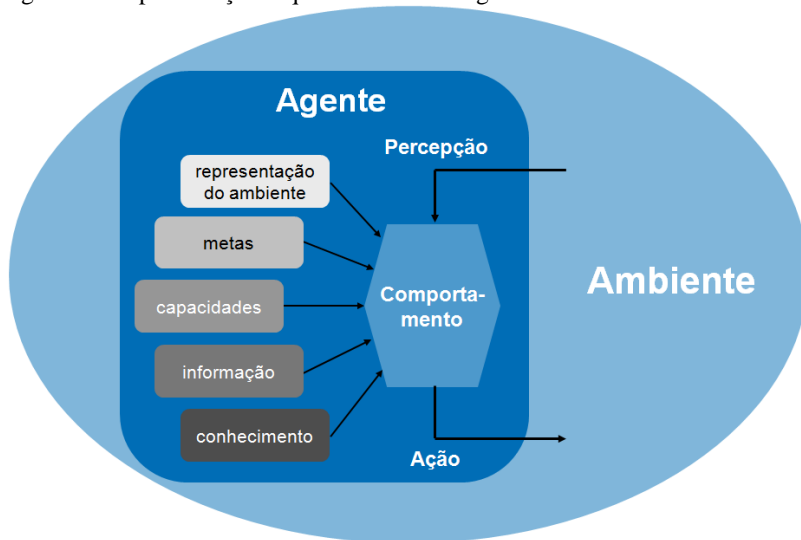 Agente
Percepção
representação
do ambiente
metas
capacidades
informação
conhecimento
Comporta-
mento
Ambiente
Ação